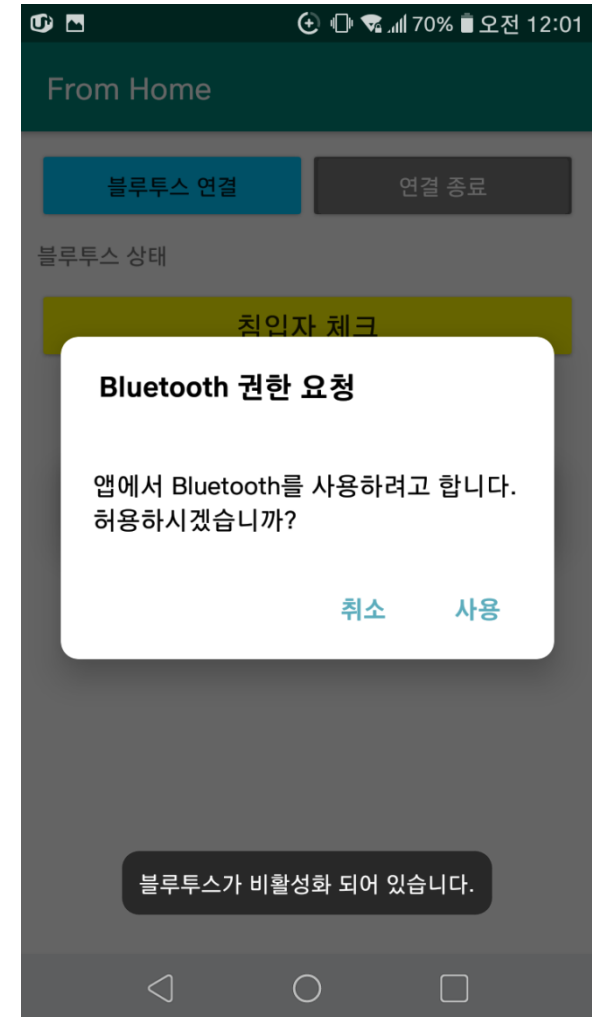 70% 오전 12:01
From Home
블루투스 연결 연결 종료
블루투스 상태
침입자 체크
Bluetooth 권한 요청
앱에서 Bluetooth를 사용하려고 합니다.
허용하시겠습니까?
취소 사용
블루투스가 비활성화 되어 있습니다.